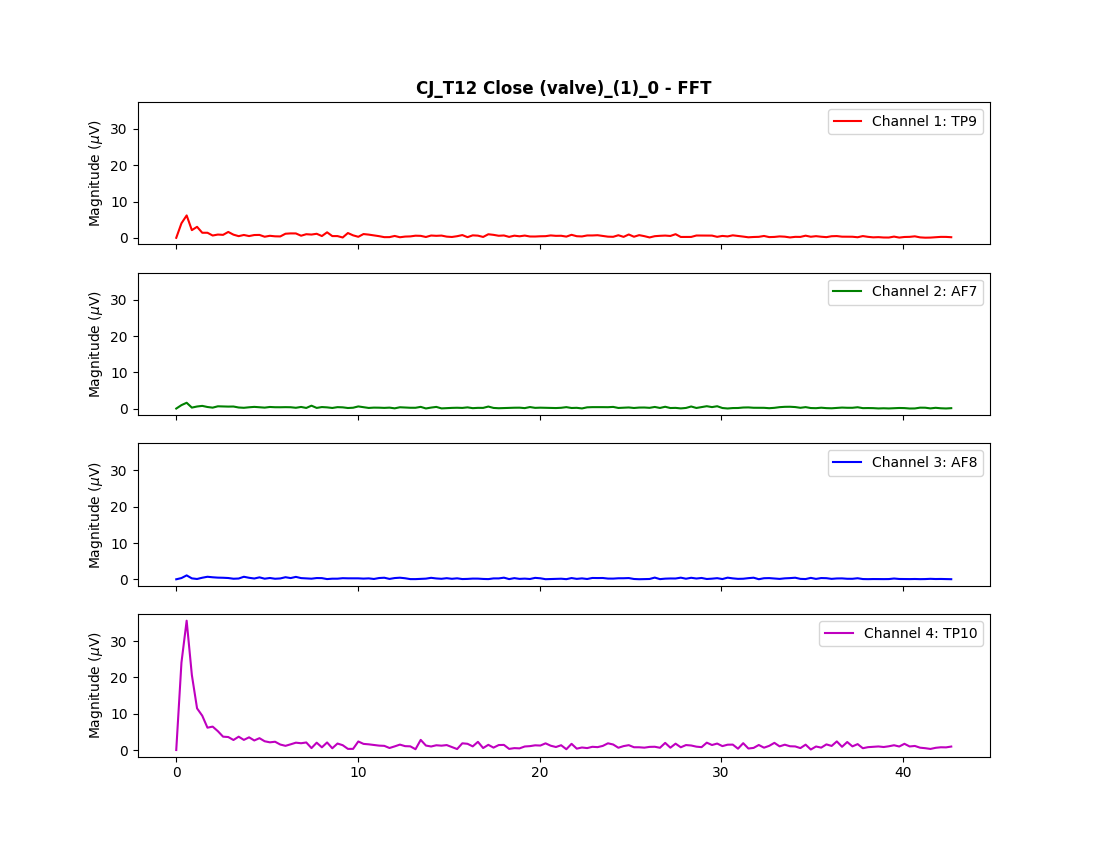 CJ_T12 Close (valve)_(1)_0 - FFT
Magnitude (μV)
30
20
10
0
Channel 1: TP9
Magnitude (μV)
30
20
10
0
Channel 2: AF7
Magnitude (μV)
30
20
10
0
Channel 3: AF8
Magnitude (μV)
30
20
10
0
Channel 4: TP10
0 10 20 30 40